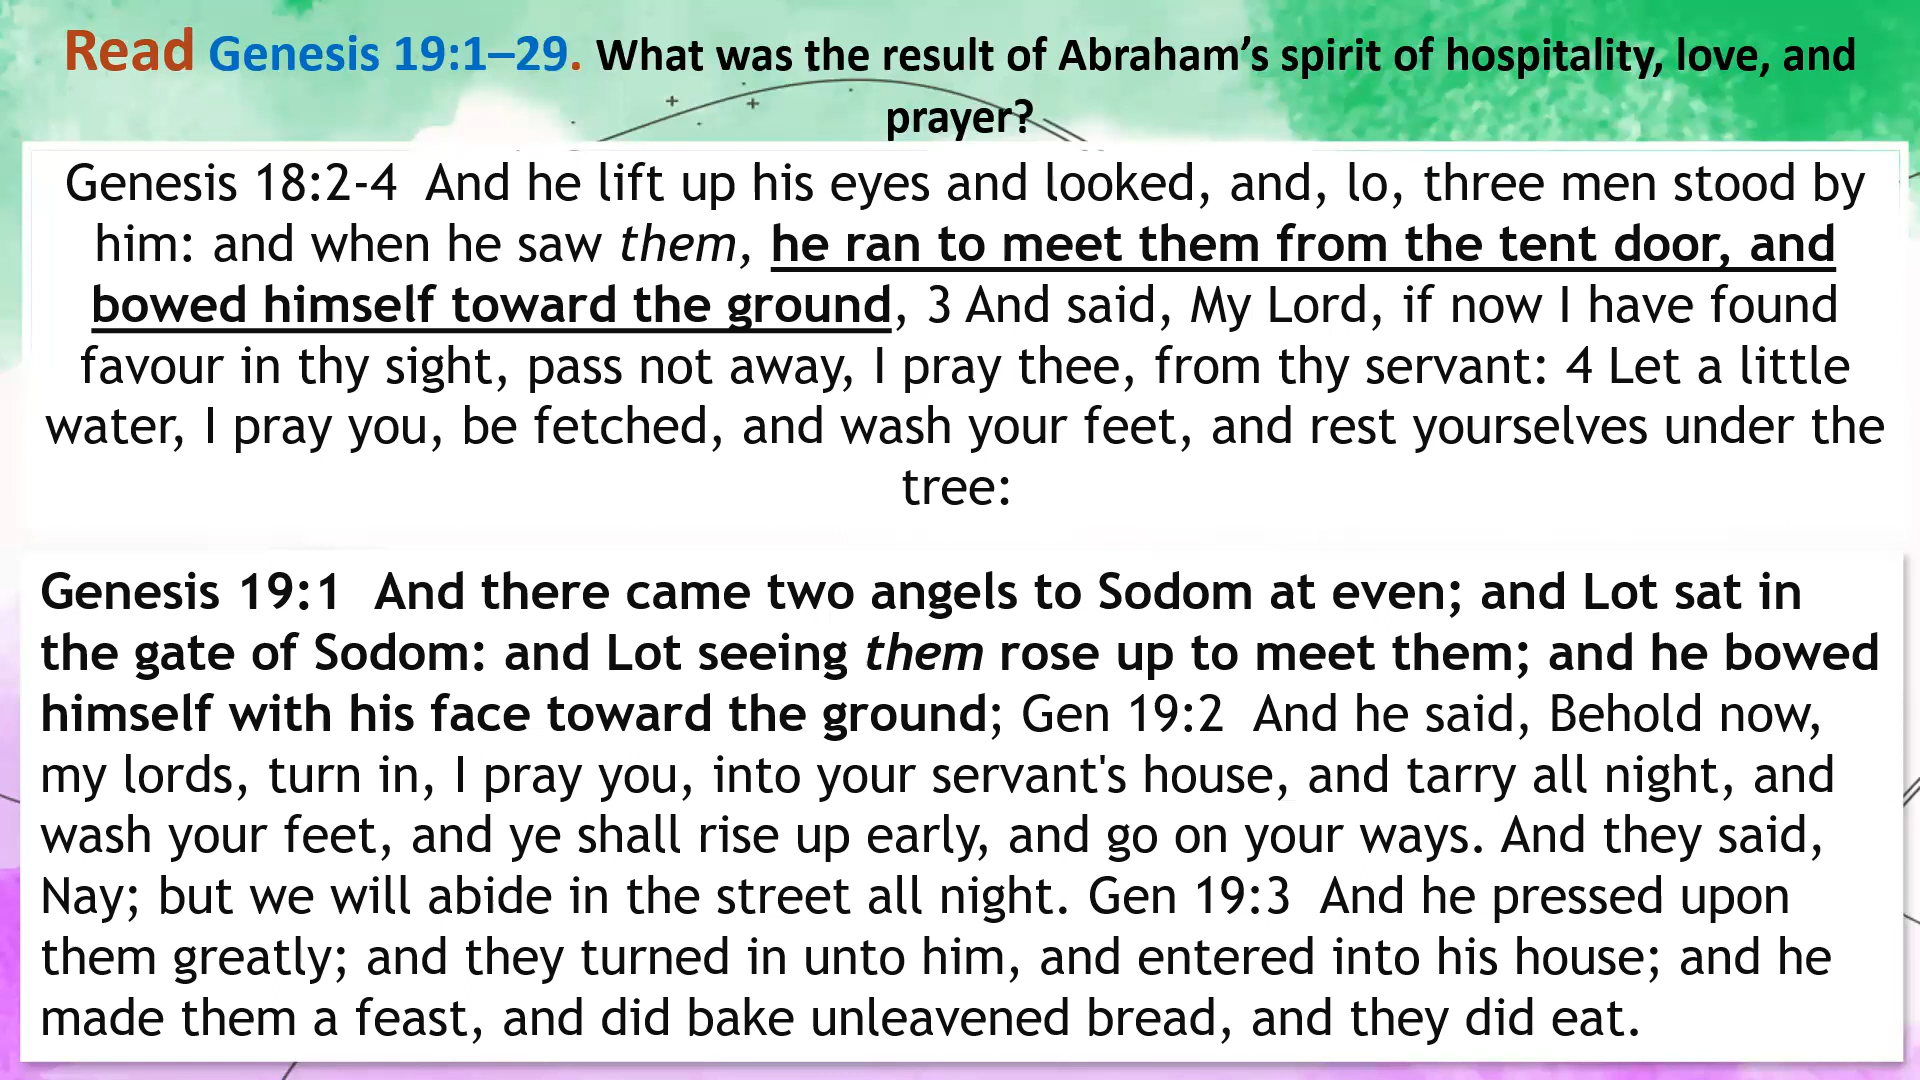 Read Genesis 19:1–29. What was the result of Abraham’s spirit of hospitality, love, and
prayer?
Genesis 18:2-4  And he lift up his eyes and looked, and, lo, three men stood by
him: and when he saw them, he ran to meet them from the tent door, and
bowed himself toward the ground, 3 And said, My Lord, if now I have found
favour in thy sight, pass not away, I pray thee, from thy servant: 4 Let a little
water, I pray you, be fetched, and wash your feet, and rest yourselves under the
tree:
Genesis 19:1  And there came two angels to Sodom at even; and Lot sat in
the gate of Sodom: and Lot seeing them rose up to meet them; and he bowed
himself with his face toward the ground; Gen 19:2  And he said, Behold now,
my lords, turn in, I pray you, into your servant's house, and tarry all night, and
wash your feet, and ye shall rise up early, and go on your ways. And they said,
Nay; but we will abide in the street all night. Gen 19:3  And he pressed upon
them greatly; and they turned in unto him, and entered into his house; and he
made them a feast, and did bake unleavened bread, and they did eat.